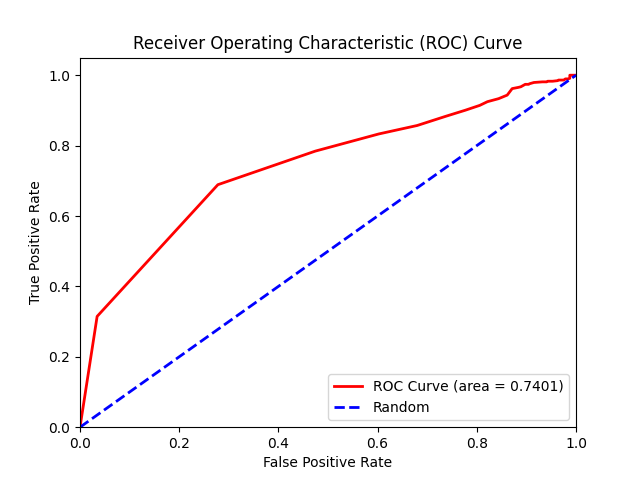 Receiver Operating Characteristic (ROC) Curve
1.0
0.8
0.6
0.4
0.2
0.0
True Positive Rate
ROC Curve (area = 0.7401)
Random
0.0 0.2 0.4 0.6 0.8 1.0
False Positive Rate